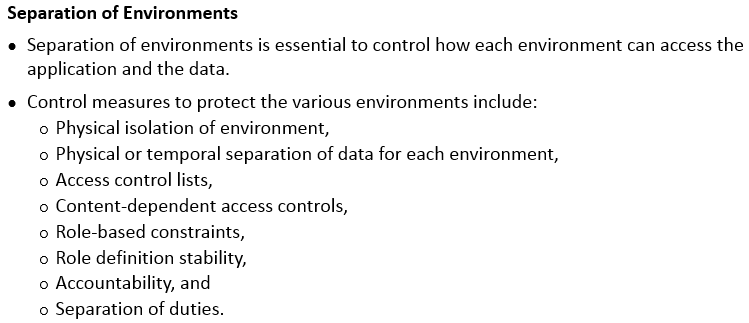 Separation of Environments
● Separation of environments is essential to control how each environment can access the
application and the data.
● Control measures to protect the various environments include:
o Physical isolation of environment,
o Physical or temporal separation of data for each environment,
o Access control lists,
o Content-dependent access controls,
o Role-based constraints,
o Role definition stability,
o Accountability, and
o Separation of duties.